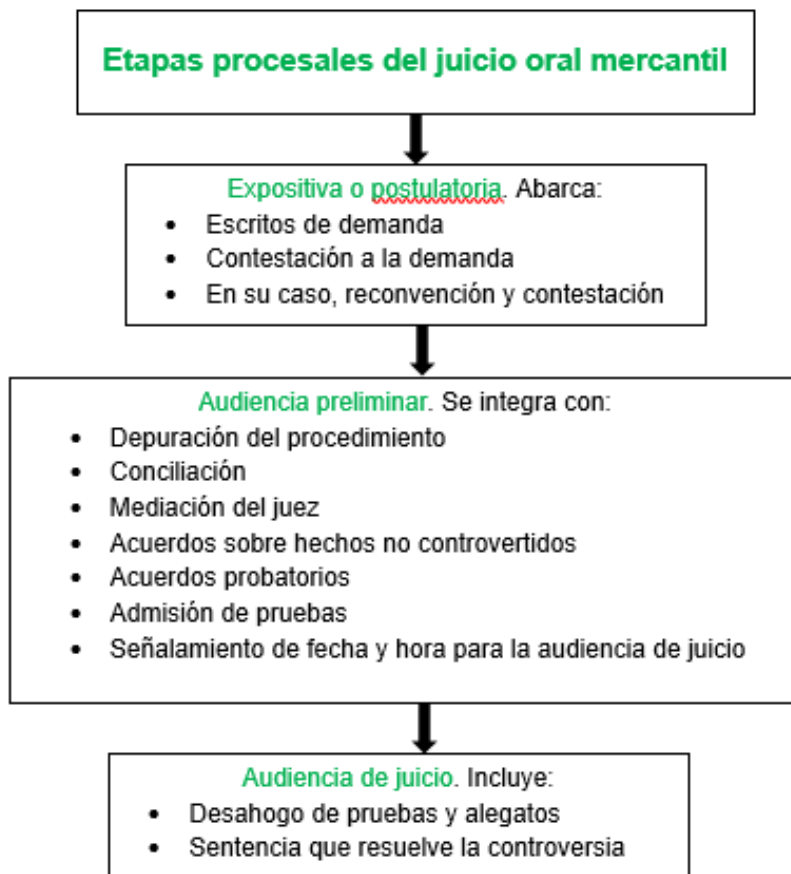 Etapas procesales del juicio oral mercantil
Expositiva o postulatoria. Abarca:
• Escritos de demanda
• Contestación a la demanda
• En su caso, reconvención y contestación
Audiencia preliminar. Se integra con:
• Depuración del procedimiento
• Conciliación
• Mediación del juez
• Acuerdos sobre hechos no controvertidos
• Acuerdos probatorios
• Admisión de pruebas
• Señalamiento de fecha y hora para la audiencia de juicio
Audiencia de juicio. Incluye:
• Desahogo de pruebas y alegatos
• Sentencia que resuelve la controversia